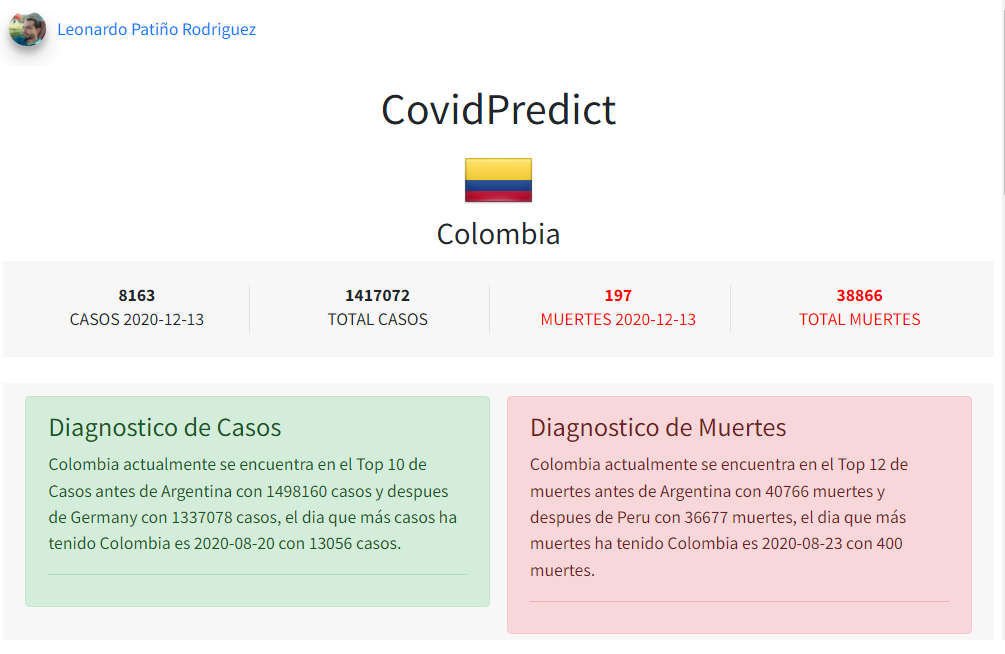 Leonardo Patiño Rodriguez
CovidPredict
Colombia
8163
CASOS 2020-12-13
1417072
TOTAL CASOS
197
MUERTES 2020-12-13
38866
TOTAL MUERTES
Diagnostico de Casos
Colombia actualmente se encuentra en el Top 10 de
Casos antes de Argentina con 1498160 casos y despues
de Germany con 1337078 casos, el dia que más casos ha
tenido Colombia es 2020-08-20 con 13056 casos.
Diagnostico de Muertes
Colombia actualmente se encuentra en el Top 12 de
muertes antes de Argentina con 40766 muertes y
despues de Peru con 36677 muertes, el dia que más
muertes ha tenido Colombia es 2020-08-23 con 400
muertes.